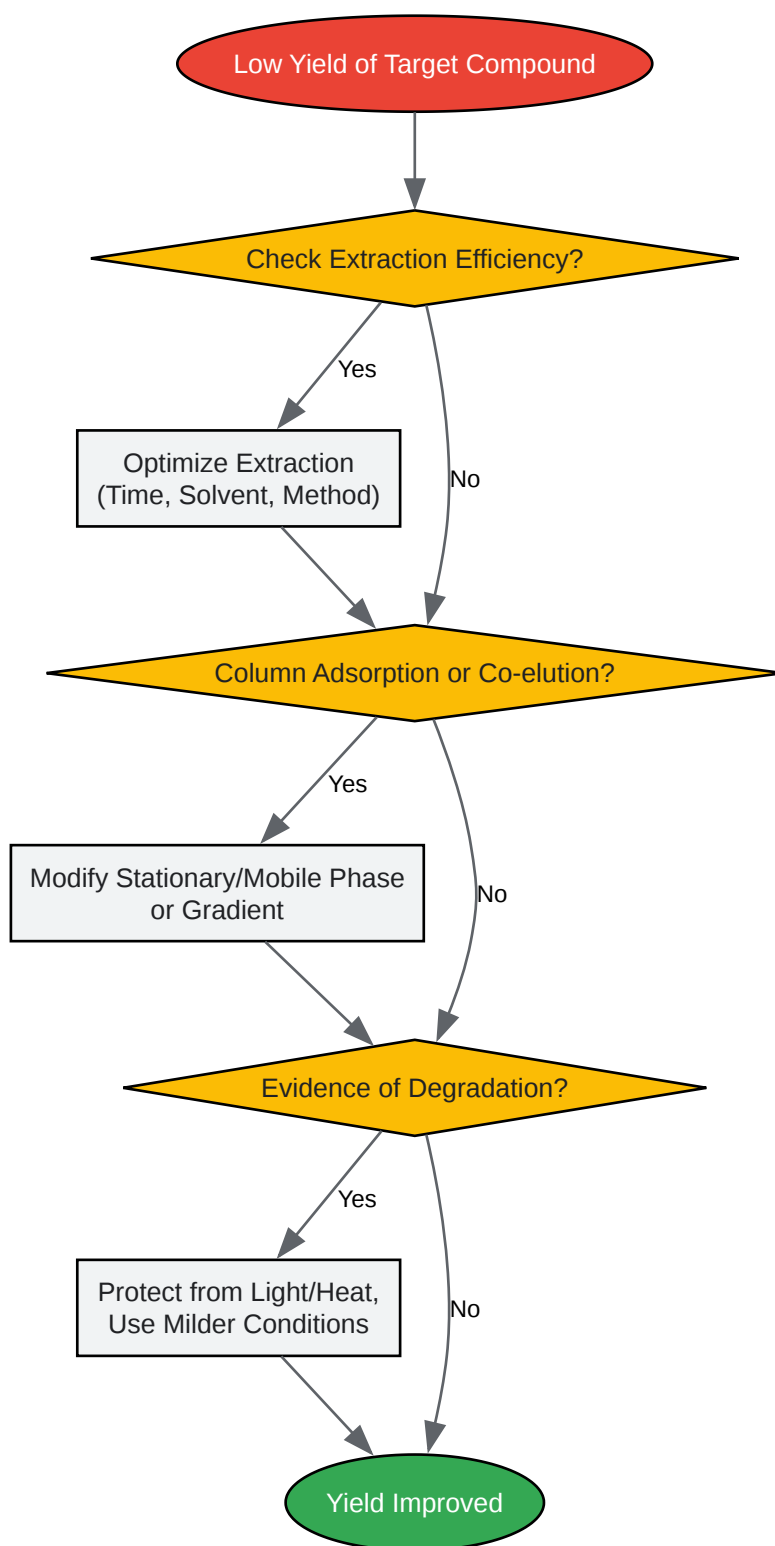 Low Yield of Target Compound
Check Extraction Efficiency?
Yes
Optimize Extraction
(Time, Solvent, Method)
No
Column Adsorption or Co-elution?
Yes
Modify Stationary/Mobile Phase
or Gradient
No
Evidence of Degradation?
Yes
Protect from Light/Heat,
Use Milder Conditions
No
Yield Improved